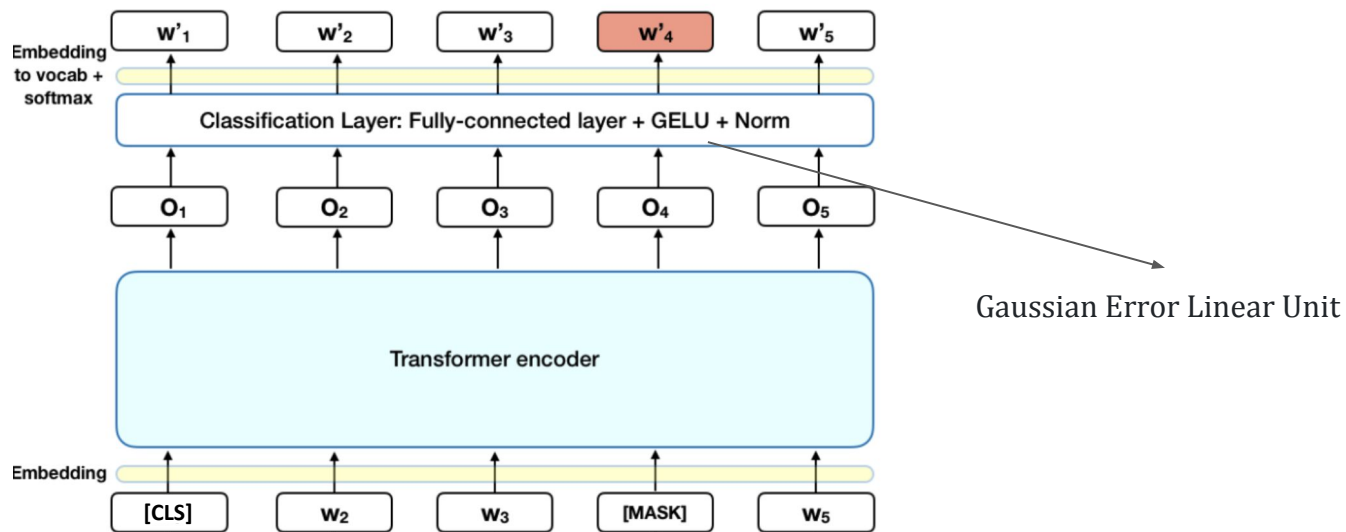 w'1 w'2 w'3 w'4 w'5
Embedding
to vocab +
softmax
Classification Layer: Fully-connected layer + GELU + Norm
O1 O2 O3 O4 O5
Gaussian Error Linear Unit
Transformer encoder
Embedding
[CLS] W2 W3 [MASK] W5